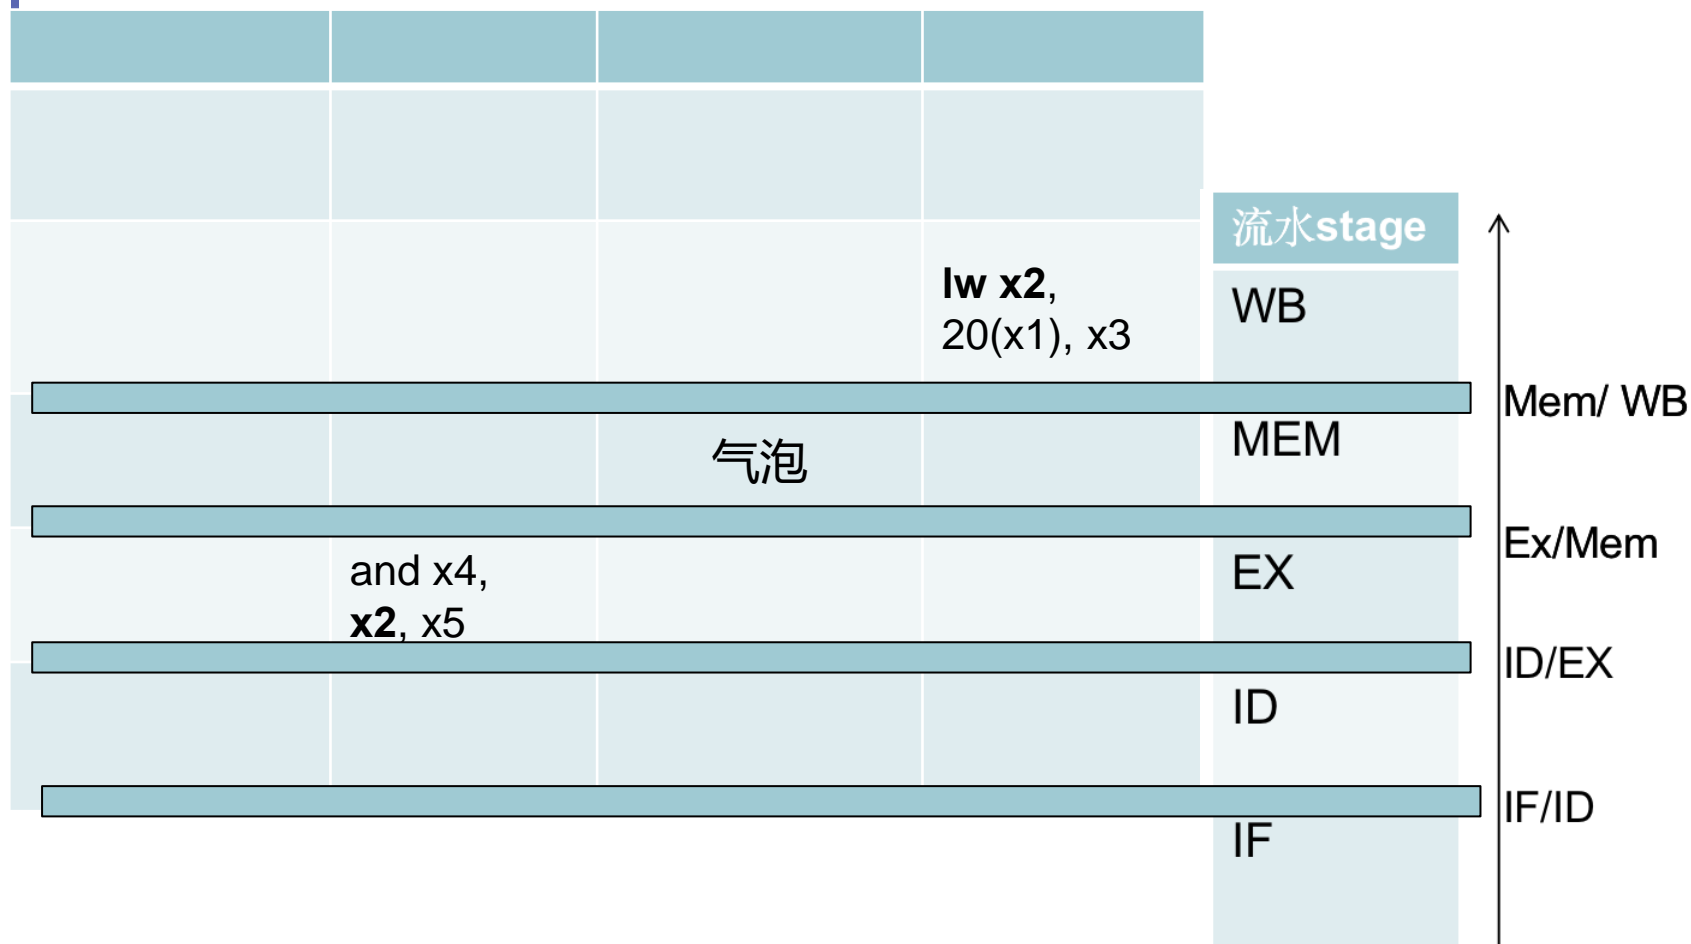 流水stage
lw x2,
20(x1), x3
WB
Mem/ WB
气泡
MEM
Ex/Mem
and x4,
x2, x5
EX
ID/EX
ID
IF/ID
IF